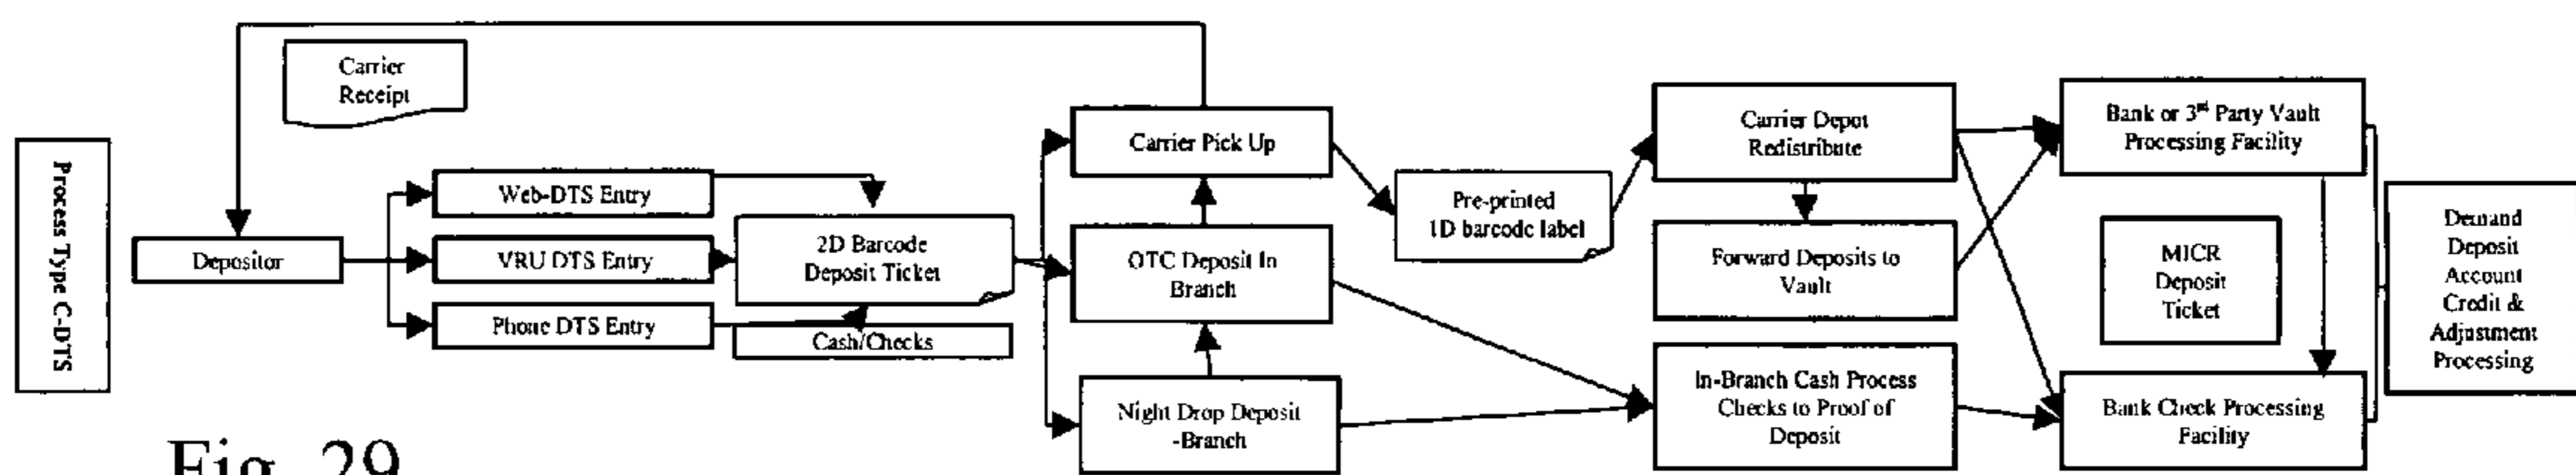 Carrier
Receipt
Process Type C-DTS
Depositor
Web-DTS Entry
VRU DTS Entry
Phone DTS Entry
2D Barcode
Deposit Ticket
Cash/Checks
Carrier Pick Up
OTC Deposit In
Branch
Night Drop Deposit
-Branch
Pre-printed
1D barcode label
Carrier Depot
Redistribute
Forward Deposits to
Vault
In-Branch Cash Process
Checks to Proof of
Deposit
Bank or 3rd Party Vault
Processing Facility
MICR
Deposit
Ticket
Bank Check Processing
Facility
Demand
Deposit
Account
Credit &
Adjustment
Processing
Fig. 29